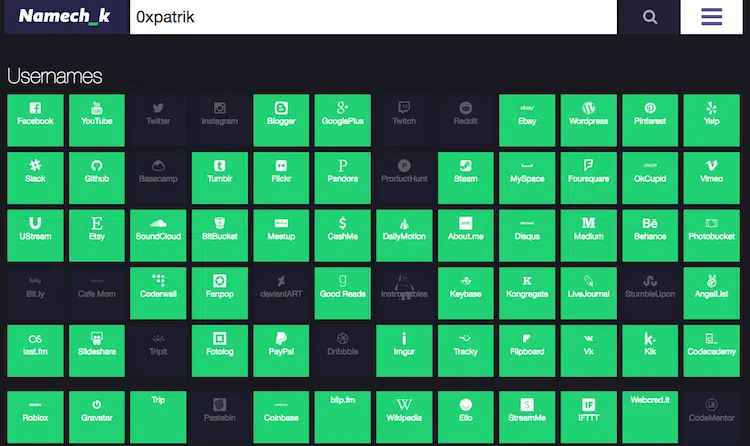 Namech_k 0xpatrik
Usernames
Facebook YouTube Twitter Instagram Blogger GooglePlus Twitch Reddit Ebay Wordpress Pinterest Yelp
Slack Github Basecamp Tumblr Flickr Pandora ProductHunt Steam MySpace Foursquare OkCupid Vimeo
UStream Etsy SoundCloud BitBucket Meetup CashMe DailyMotion About.me Disqus Medium Behance Photobucket
Bit.ly Cafe Mom Coderwall Fanpop deviantART Good Reads Instructables Keybase Kongregate LiveJournal StumbleUpon AngelList
last.fm Slideshare TripIt Fotolog PayPal Dribbble Imgur Tracky Flipboard Vk Kik Codecademy
Roblox Gravatar Trip Pastebin Coinbase blip.fm Wikipedia Ello StreamMe IFTTT Webcred.it CodeMentor